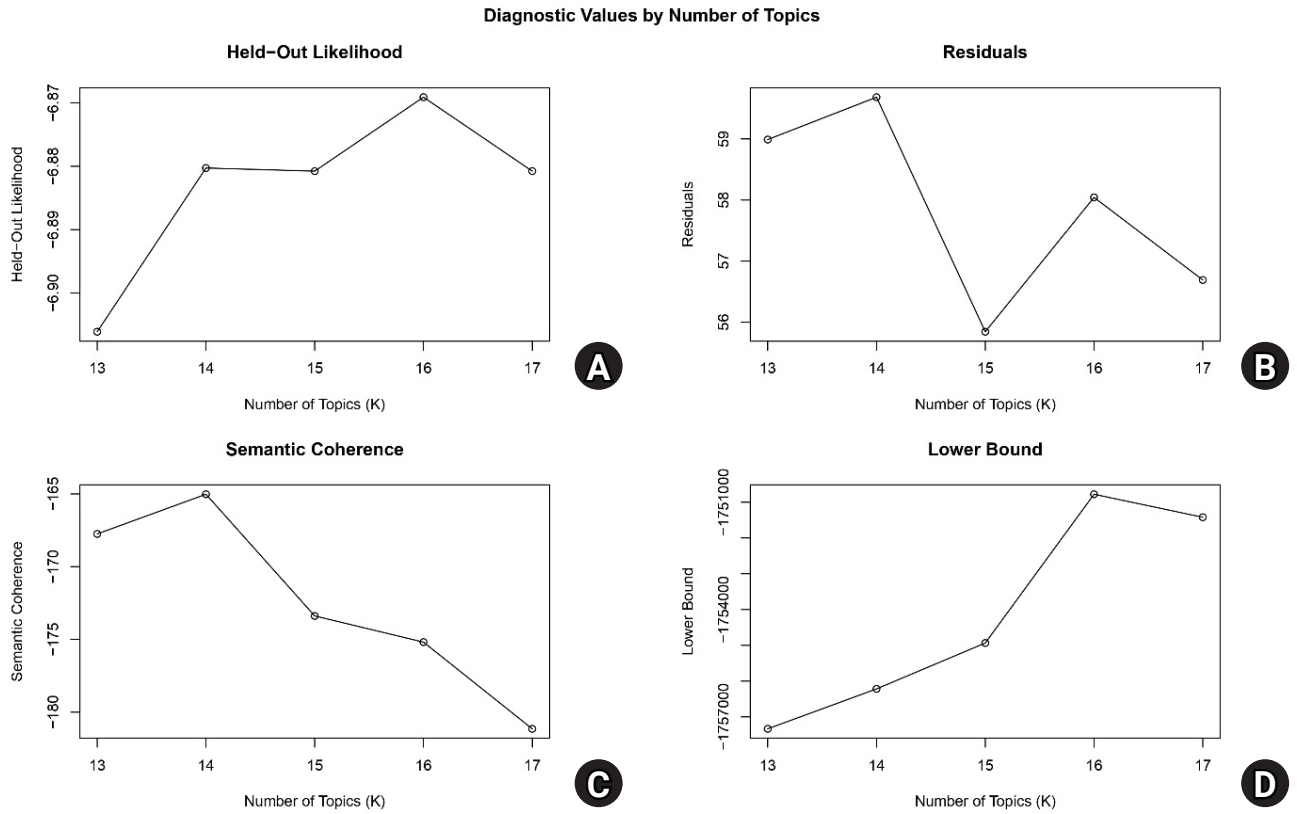 Diagnostic Values by Number of Topics
Held−Out Likelihood
Held−Out Likelihood
−6.87
−6.88
−6.89
−6.90
13 14 15 16 17
Number of Topics (K)
A
Residuals
Residuals
59
58
57
56
13 14 15 16 17
Number of Topics (K)
B
Semantic Coherence
Semantic Coherence
−165
−170
−175
−180
13 14 15 16 17
Number of Topics (K)
C
Lower Bound
Lower Bound
−1751000
−1754000
−1757000
13 14 15 16 17
Number of Topics (K)
D